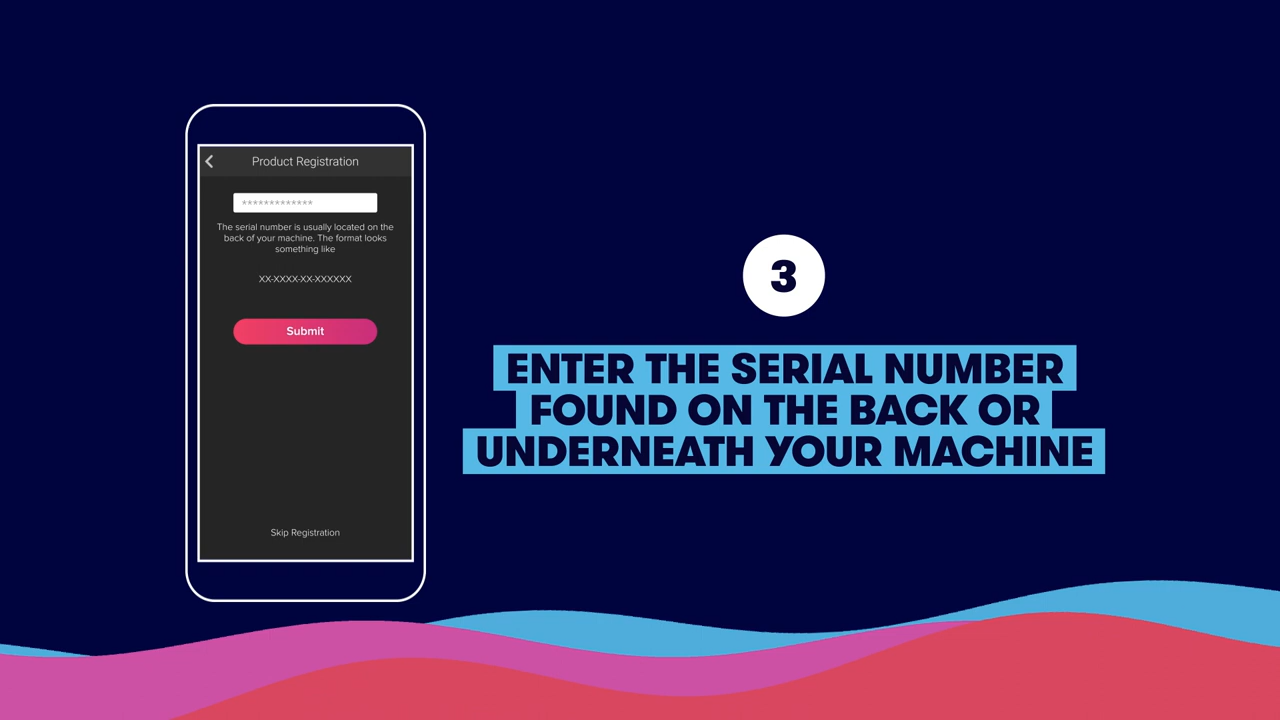 Product Registration
*************
The serial number is usually located on the
back of your machine. The format looks
something like
XX-XXXX-XX-XXXXXX
Submit
Skip Registration
3
ENTER THE SERIAL NUMBER
FOUND ON THE BACK OR
UNDERNEATH YOUR MACHINE